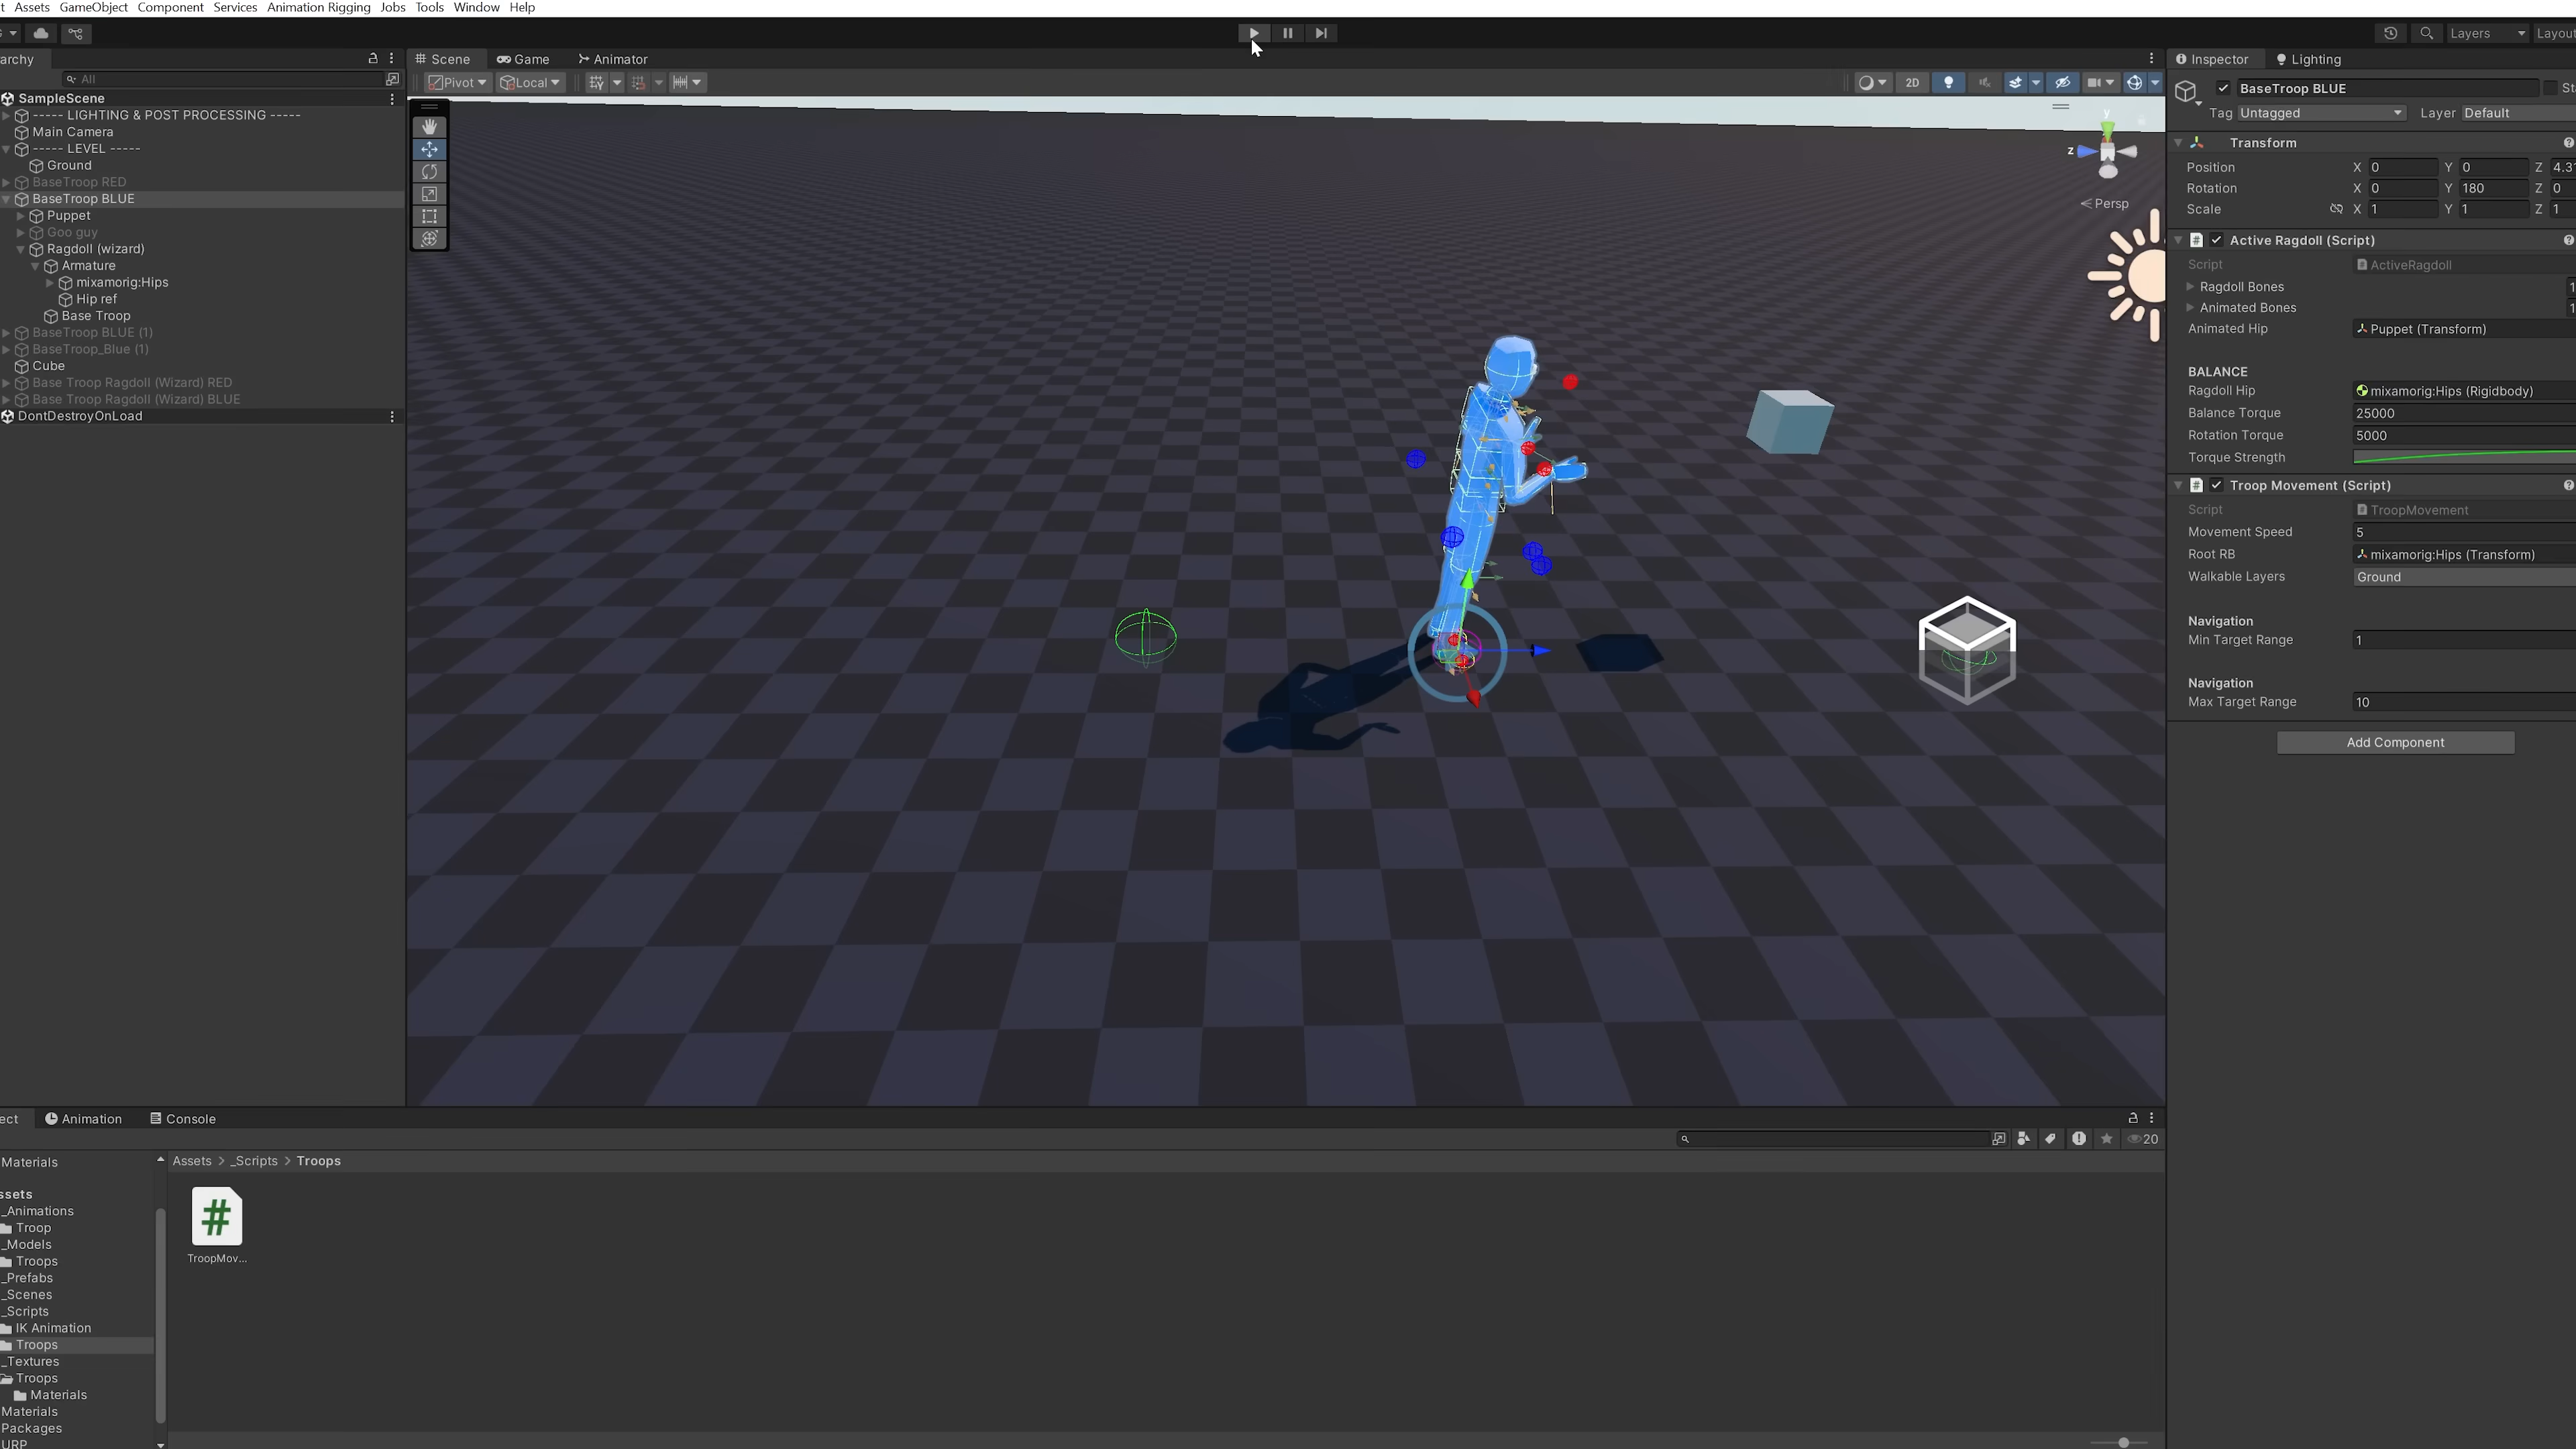 t Assets GameObject Component Services Animation Rigging Jobs Tools Window Help
Layers Layout
archy
All
SampleScene
----- LIGHTING & POST PROCESSING -----
Main Camera
----- LEVEL -----
Ground
BaseTroop RED
BaseTroop BLUE
Puppet
Goo guy
Ragdoll (wizard)
Armature
mixamorig:Hips
Hip ref
Base Troop
BaseTroop BLUE (1)
BaseTroop_Blue (1)
Cube
Base Troop Ragdoll (Wizard) RED
Base Troop Ragdoll (Wizard) BLUE
DontDestroyOnLoad
Scene Game Animator
Pivot Local 2D
y
z
Persp
Inspector Lighting
BaseTroop BLUE St
Tag Untagged Layer Default
Transform
Position X 0 Y 0 Z 4.3
Rotation X 0 Y 180 Z 0
Scale X 1 Y 1 Z 1
Active Ragdoll (Script)
Script ActiveRagdoll
Ragdoll Bones 1
Animated Bones 1
Animated Hip Puppet (Transform)
BALANCE
Ragdoll Hip mixamorig:Hips (Rigidbody)
Balance Torque 25000
Rotation Torque 5000
Torque Strength
Troop Movement (Script)
Script TroopMovement
Movement Speed 5
Root RB mixamorig:Hips (Transform)
Walkable Layers Ground
Navigation
Min Target Range 1
Navigation
Max Target Range 10
Add Component
ect Animation Console
20
Materials
ssets
_Animations
Troop
_Models
Troops
_Prefabs
_Scenes
_Scripts
IK Animation
Troops
_Textures
Troops
Materials
Materials
Packages
URP
Assets > _Scripts > Troops
#
TroopMov...